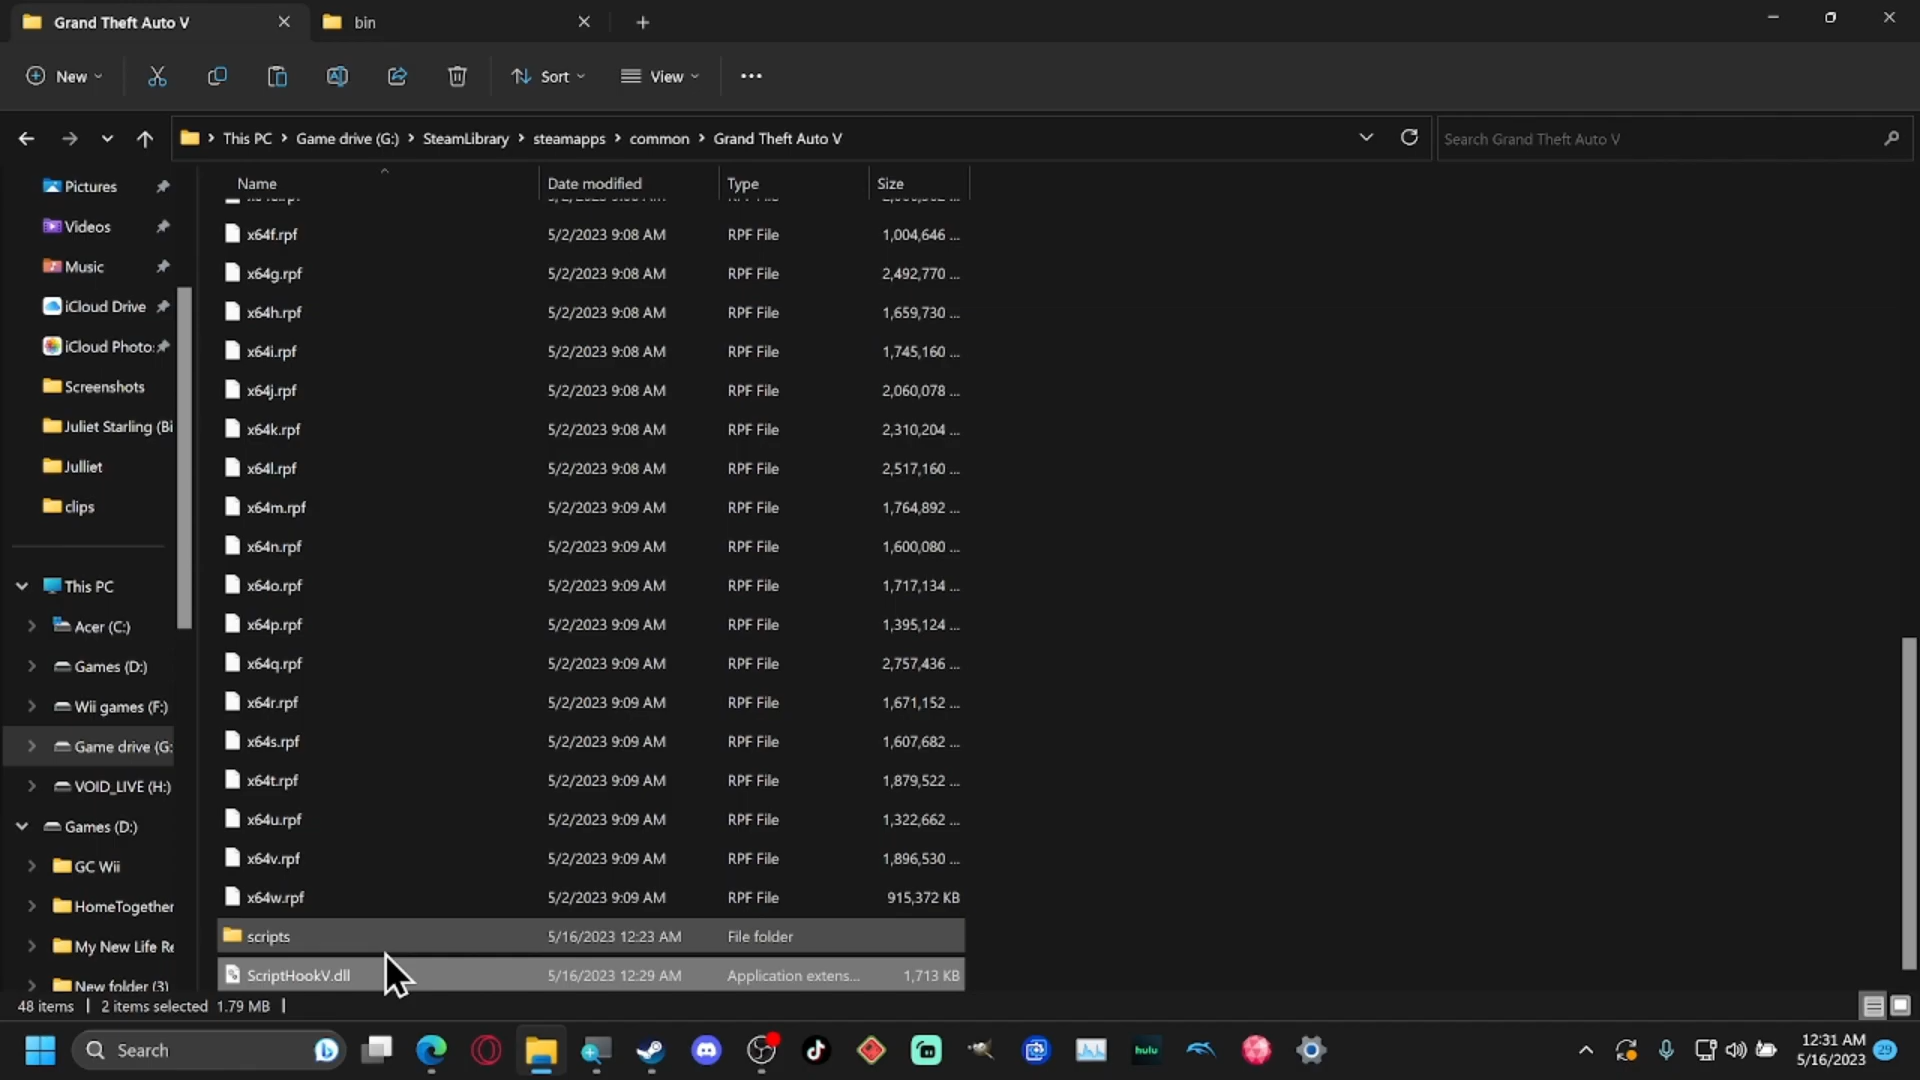 Grand Theft Auto V
bin
New
Sort
View
This PC
Game drive (G:)
SteamLibrary
steamapps
common
Grand Theft Auto V
Search Grand Theft Auto V
Pictures
Videos
Music
iCloud Drive
iCloud Photo:
Screenshots
Juliet Starling (Bi
Julliet
clips
This PC
Acer (C:)
Games (D:)
Wii games (F:)
Game drive (G:
VOID_LIVE (H:)
Games (D:)
GC Wii
HomeTogether
My New Life Re
New folder (3)
Name Date modified Type Size
x64f.rpf 5/2/2023 9:08 AM RPF File 1,004,646 ...
x64g.rpf 5/2/2023 9:08 AM RPF File 2,492,770 ...
x64h.rpf 5/2/2023 9:08 AM RPF File 1,659,730 ...
x64i.rpf 5/2/2023 9:08 AM RPF File 1,745,160 ...
x64j.rpf 5/2/2023 9:08 AM RPF File 2,060,078 ...
x64k.rpf 5/2/2023 9:08 AM RPF File 2,310,204 ...
x64l.rpf 5/2/2023 9:08 AM RPF File 2,517,160 ...
x64m.rpf 5/2/2023 9:09 AM RPF File 1,764,892 ...
x64n.rpf 5/2/2023 9:09 AM RPF File 1,600,080 ...
x64o.rpf 5/2/2023 9:09 AM RPF File 1,717,134 ...
x64p.rpf 5/2/2023 9:09 AM RPF File 1,395,124 ...
x64q.rpf 5/2/2023 9:09 AM RPF File 2,757,436 ...
x64r.rpf 5/2/2023 9:09 AM RPF File 1,671,152 ...
x64s.rpf 5/2/2023 9:09 AM RPF File 1,607,682 ...
x64t.rpf 5/2/2023 9:09 AM RPF File 1,879,522 ...
x64u.rpf 5/2/2023 9:09 AM RPF File 1,322,662 ...
x64v.rpf 5/2/2023 9:09 AM RPF File 1,896,530 ...
x64w.rpf 5/2/2023 9:09 AM RPF File 915,372 KB
scripts 5/16/2023 12:23 AM File folder
ScriptHookV.dll 5/16/2023 12:29 AM Application extens... 1,713 KB
48 items 2 items selected 1.79 MB
Search
hulu
12:31 AM
5/16/2023
29